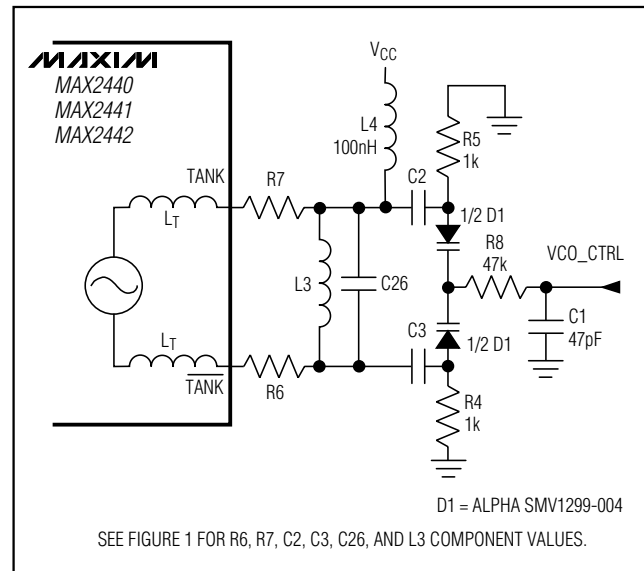 MAXIM
MAX2440
MAX2441
MAX2442
VCC
L4
100nH
R5
1k
TANK
R7
C2
1/2 D1
LT
R8
47k
VCO_CTRL
L3
C26
C3
1/2 D1
C1
47pF
LT
TANK
R6
R4
1k
D1 = ALPHA SMV1299-004
SEE FIGURE 1 FOR R6, R7, C2, C3, C26, AND L3 COMPONENT VALUES.